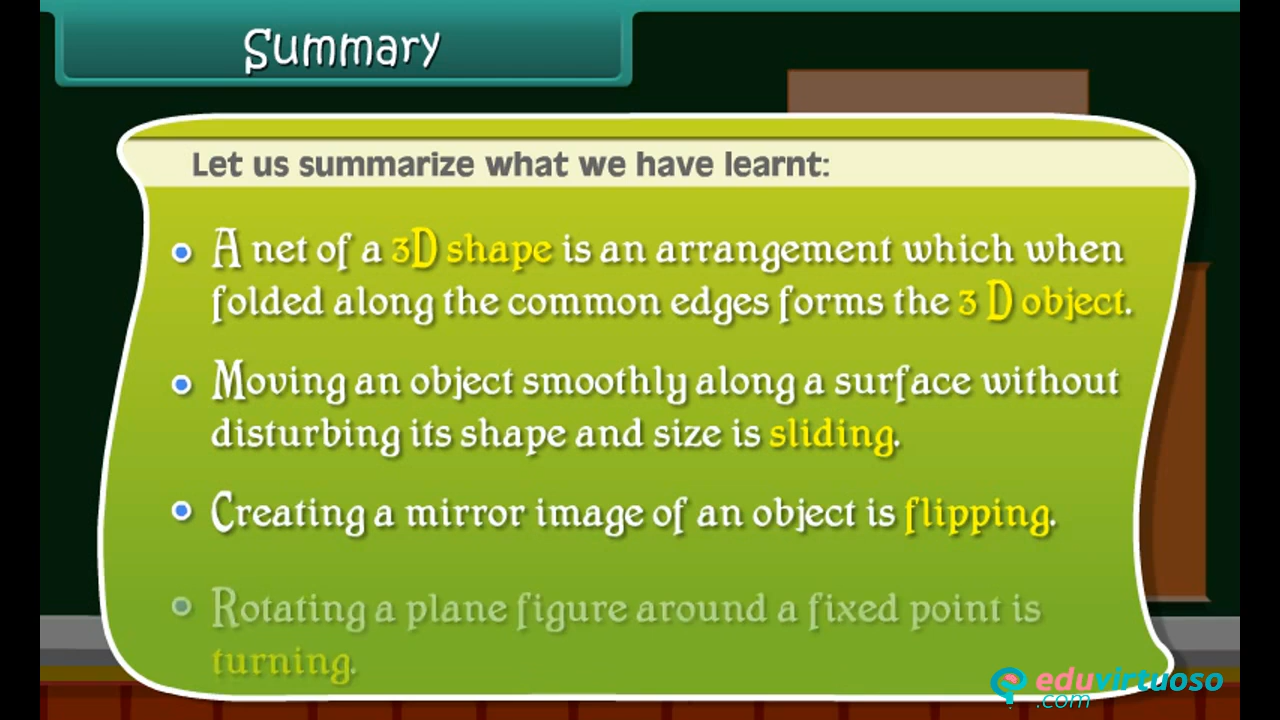 Summary
Let us summarize what we have learnt:
A net of a 3D shape is an arrangement which when
folded along the common edges forms the 3 D object.
Moving an object smoothly along a surface without
disturbing its shape and size is sliding.
Creating a mirror image of an object is flipping.
Rotating a plane figure around a fixed point is
turning.
eduvirtuoso
.com